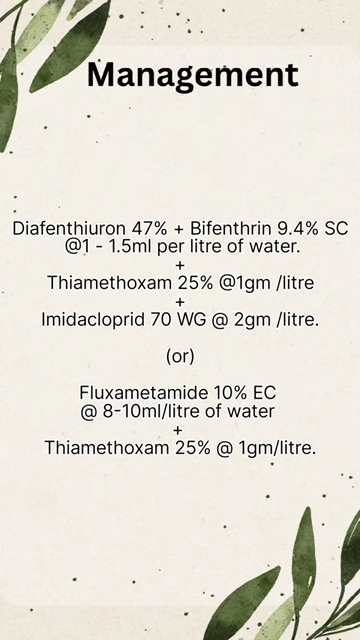 Management
Diafenthiuron 47% + Bifenthrin 9.4% SC
@1 - 1.5ml per litre of water.
+
Thiamethoxam 25% @1gm /litre
+
Imidacloprid 70 WG @ 2gm /litre.
(or)
Fluxametamide 10% EC
@ 8-10ml/litre of water
+
Thiamethoxam 25% @ 1gm/litre.